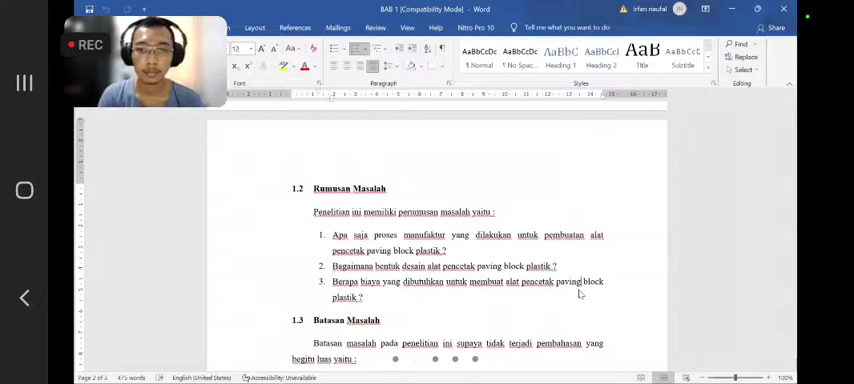 BAB 1 [Compatibility Mode] - Word
irfan naufal
IN
REC
Layout
References
Mailings
Review
View
Help
Nitro Pro 10
Tell me what you want to do
Share
12
Aa
AaBbCcDc
AaBbCcDc
AaBbC
AaBbCcI
AaB
AaBbCcD
¶ Normal
¶ No Spac...
Heading 1
Heading 2
Title
Subtitle
Find
Replace
Select
Font
Paragraph
Styles
Editing
1.2 Rumusan Masalah
Penelitian ini memiliki perumusan masalah yaitu :
1. Apa saja proses manufaktur yang dilakukan untuk pembuatan alat
pencetak paving block plastik ?
2. Bagaimana bentuk desain alat pencetak paving block plastik ?
3. Berapa biaya yang dibutuhkan untuk membuat alat pencetak paving block
plastik ?
1.3 Batasan Masalah
Batasan masalah pada penelitian ini supaya tidak terjadi pembahasan yang
begitu luas yaitu :
Page 2 of 3
475 words
English (United States)
Accessibility: Unavailable
100%